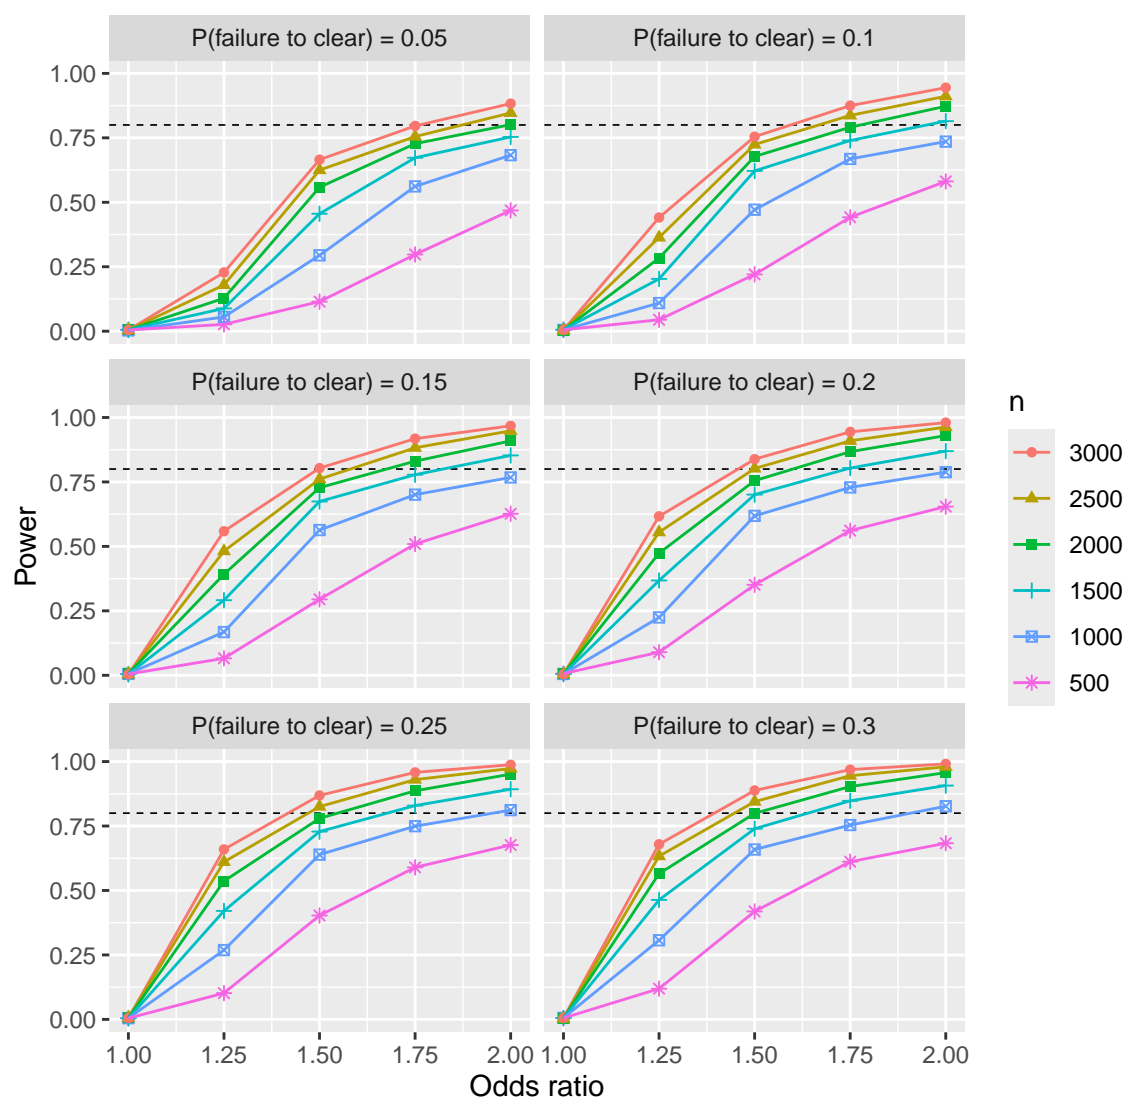 P(failure to clear) = 0.05
P(failure to clear) = 0.1
1.00
0.75
0.50
0.25
0.00
P(failure to clear) = 0.15
P(failure to clear) = 0.2
1.00
0.75
0.50
0.25
0.00
P(failure to clear) = 0.25
P(failure to clear) = 0.3
1.00
0.75
0.50
0.25
0.00
1.00 1.25 1.50 1.75 2.00
1.00 1.25 1.50 1.75 2.00
Odds ratio
Power
n
3000
2500
2000
1500
1000
500